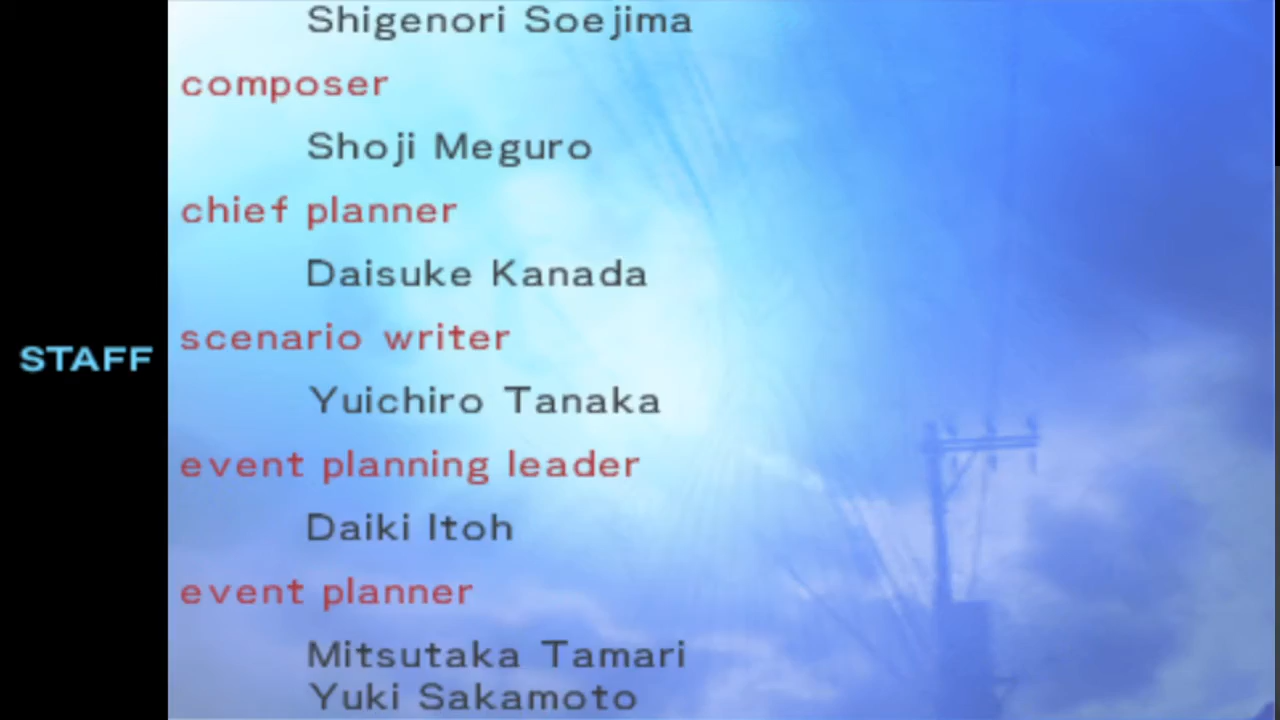 Shigenori Soejima
composer
Shoji Meguro
chief planner
Daisuke Kanada
scenario writer
STAFF
Yuichiro Tanaka
event planning leader
Daiki Itoh
event planner
Mitsutaka Tamari
Yuki Sakamoto